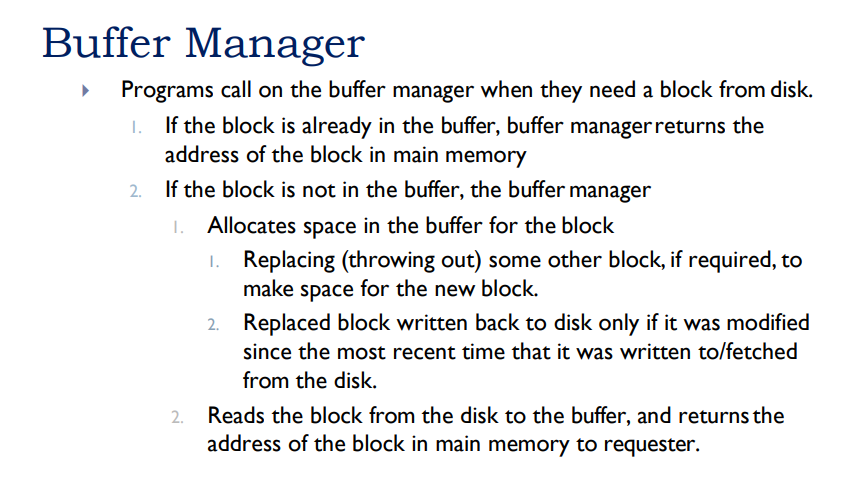 Buffer Manager
Programs call on the buffer manager when they need a block from disk.
1. If the block is already in the buffer, buffer manager returns the
address of the block in main memory
2. If the block is not in the buffer, the buffer manager
1. Allocates space in the buffer for the block
1. Replacing (throwing out) some other block, if required, to
make space for the new block.
2. Replaced block written back to disk only if it was modified
since the most recent time that it was written to/fetched
from the disk.
2. Reads the block from the disk to the buffer, and returns the
address of the block in main memory to requester.